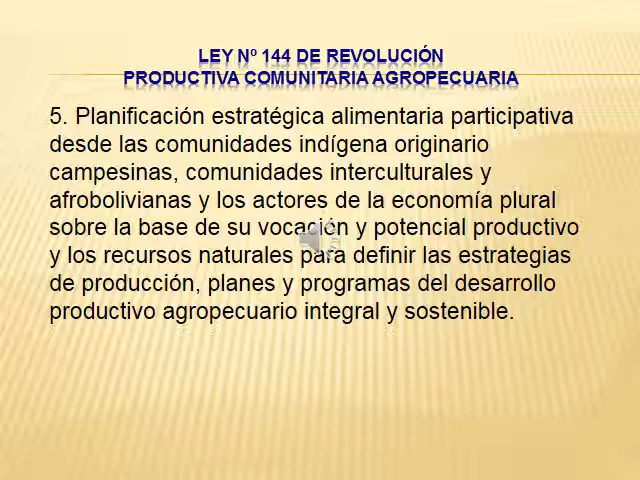 LEY Nº 144 DE REVOLUCIÓN
PRODUCTIVA COMUNITARIA AGROPECUARIA
5. Planificación estratégica alimentaria participativa
desde las comunidades indígena originario
campesinas, comunidades interculturales y
afrobolivianas y los actores de la economía plural
sobre la base de su vocación y potencial productivo
y los recursos naturales para definir las estrategias
de producción, planes y programas del desarrollo
productivo agropecuario integral y sostenible.